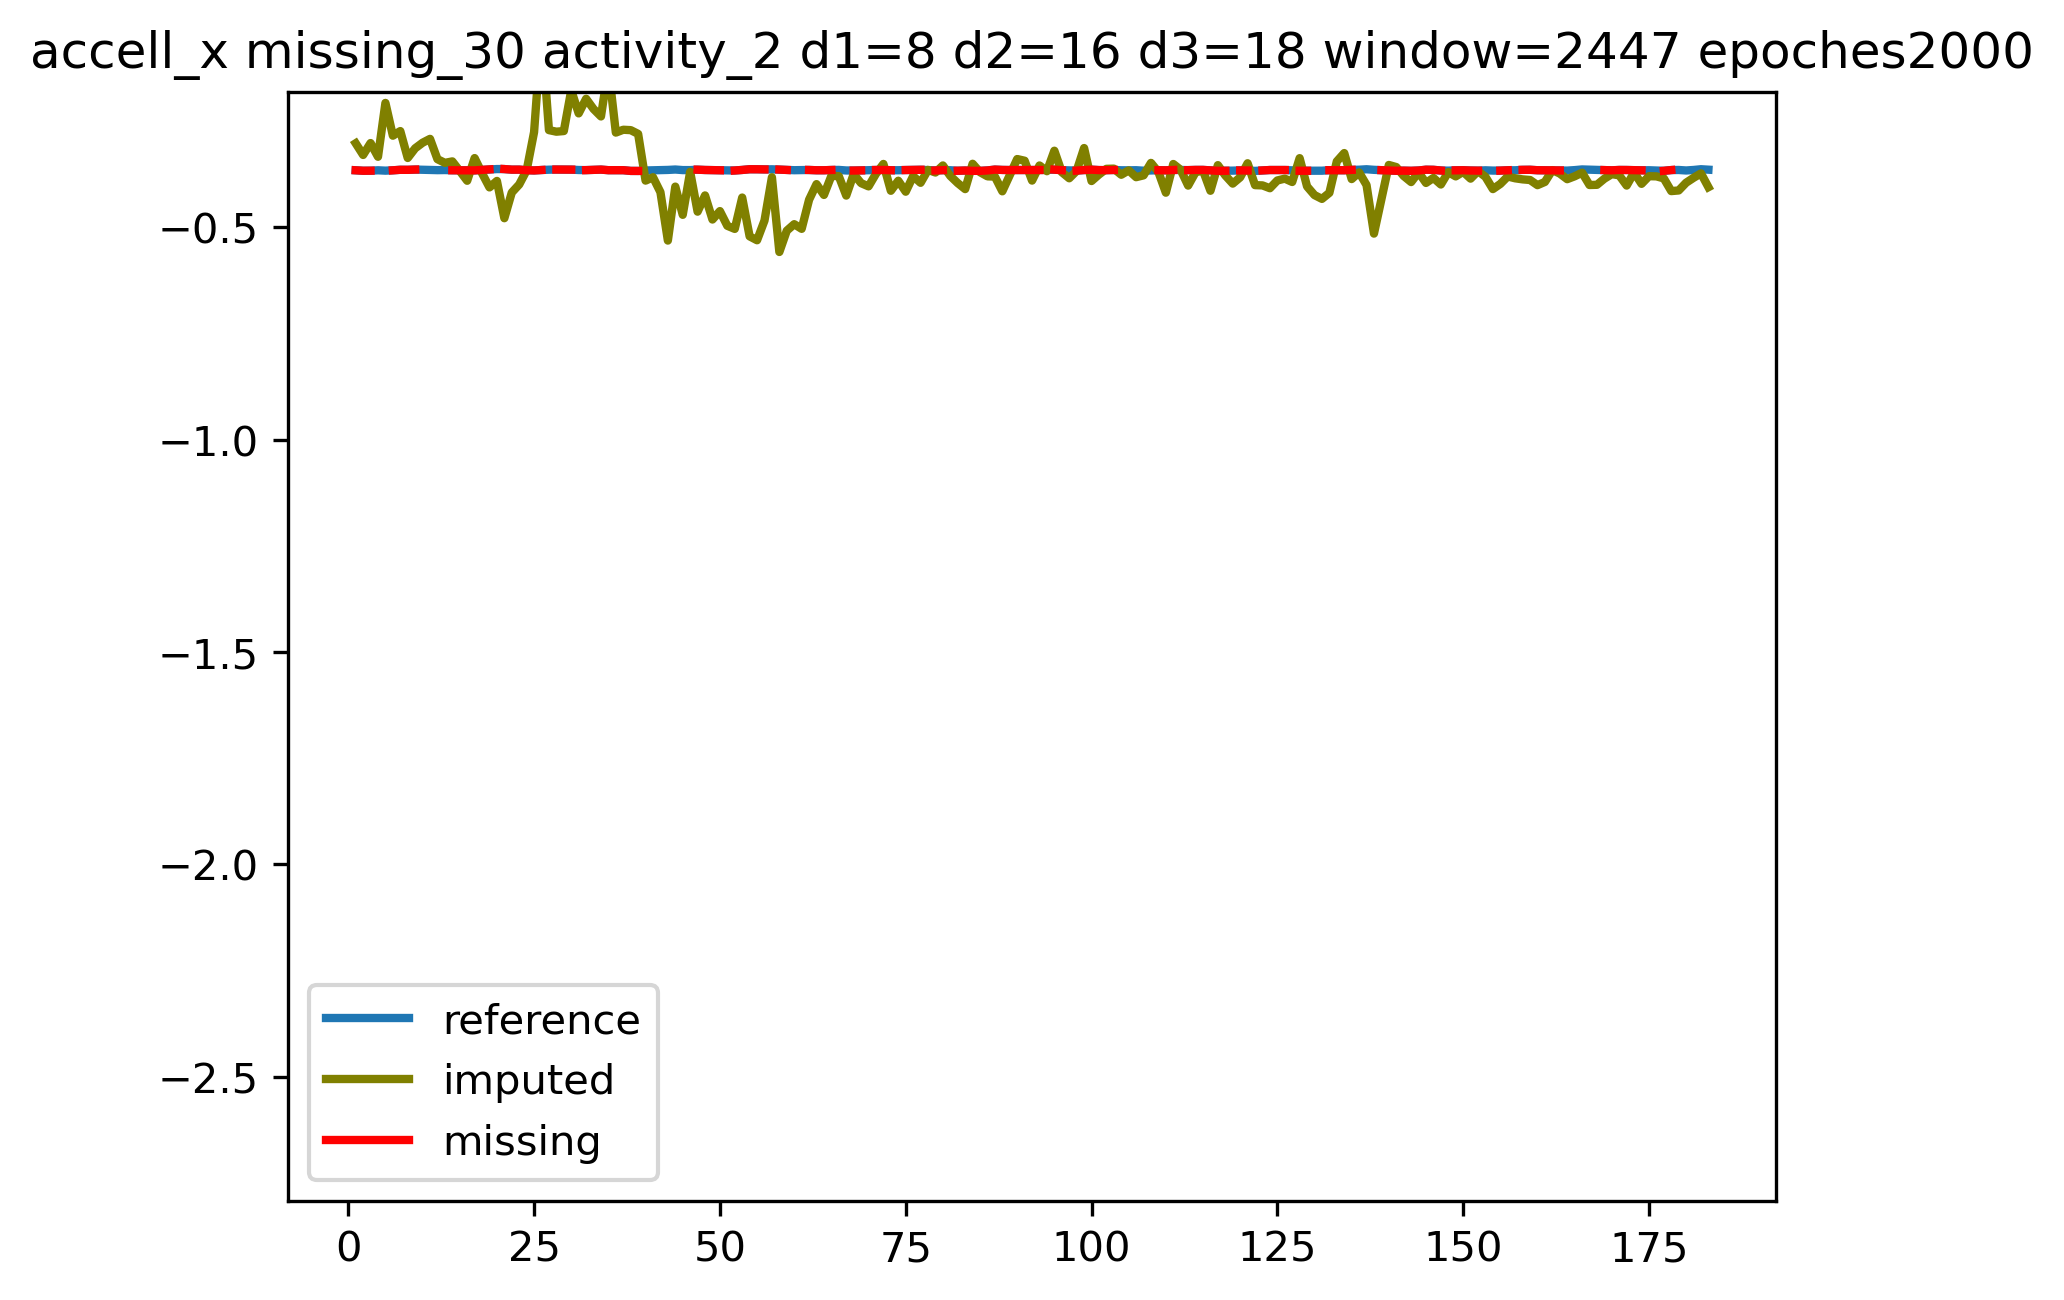 accell_x missing_30 activity_2 d1=8 d2=16 d3=18 window=2447 epoches2000
−0.5
−1.0
−1.5
−2.0
−2.5
reference
imputed
missing
0 25 50 75 100 125 150 175